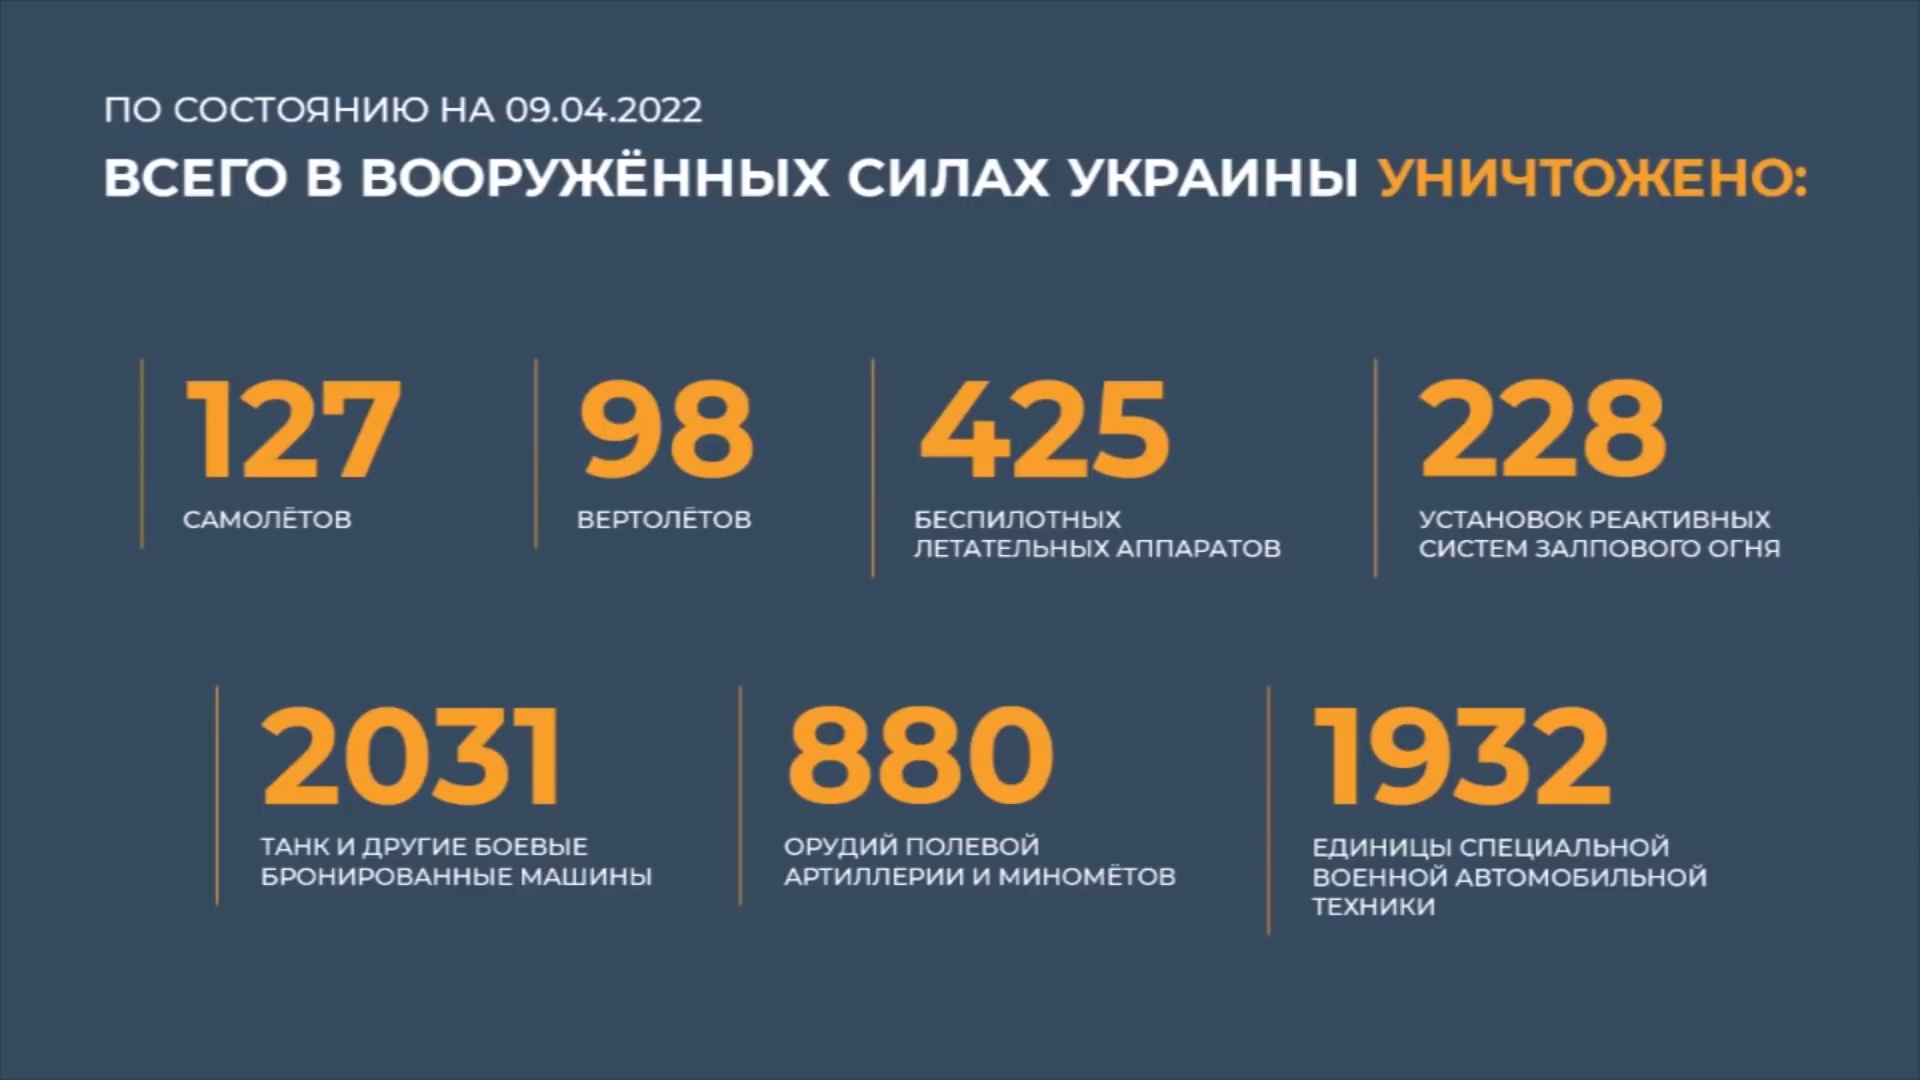 ПО СОСТОЯНИЮ НА 09.04.2022
ВСЕГО В ВООРУЖЁННЫХ СИЛАХ УКРАИНЫ УНИЧТОЖЕНО:
127
САМОЛЁТОВ
98
ВЕРТОЛЁТОВ
425
БЕСПИЛОТНЫХ
ЛЕТАТЕЛЬНЫХ АППАРАТОВ
228
УСТАНОВОК РЕАКТИВНЫХ
СИСТЕМ ЗАЛПОВОГО ОГНЯ
2031
ТАНК И ДРУГИЕ БОЕВЫЕ
БРОНИРОВАННЫЕ МАШИНЫ
880
ОРУДИЙ ПОЛЕВОЙ
АРТИЛЛЕРИИ И МИНОМЁТОВ
1932
ЕДИНИЦЫ СПЕЦИАЛЬНОЙ
ВОЕННОЙ АВТОМОБИЛЬНОЙ
ТЕХНИКИ